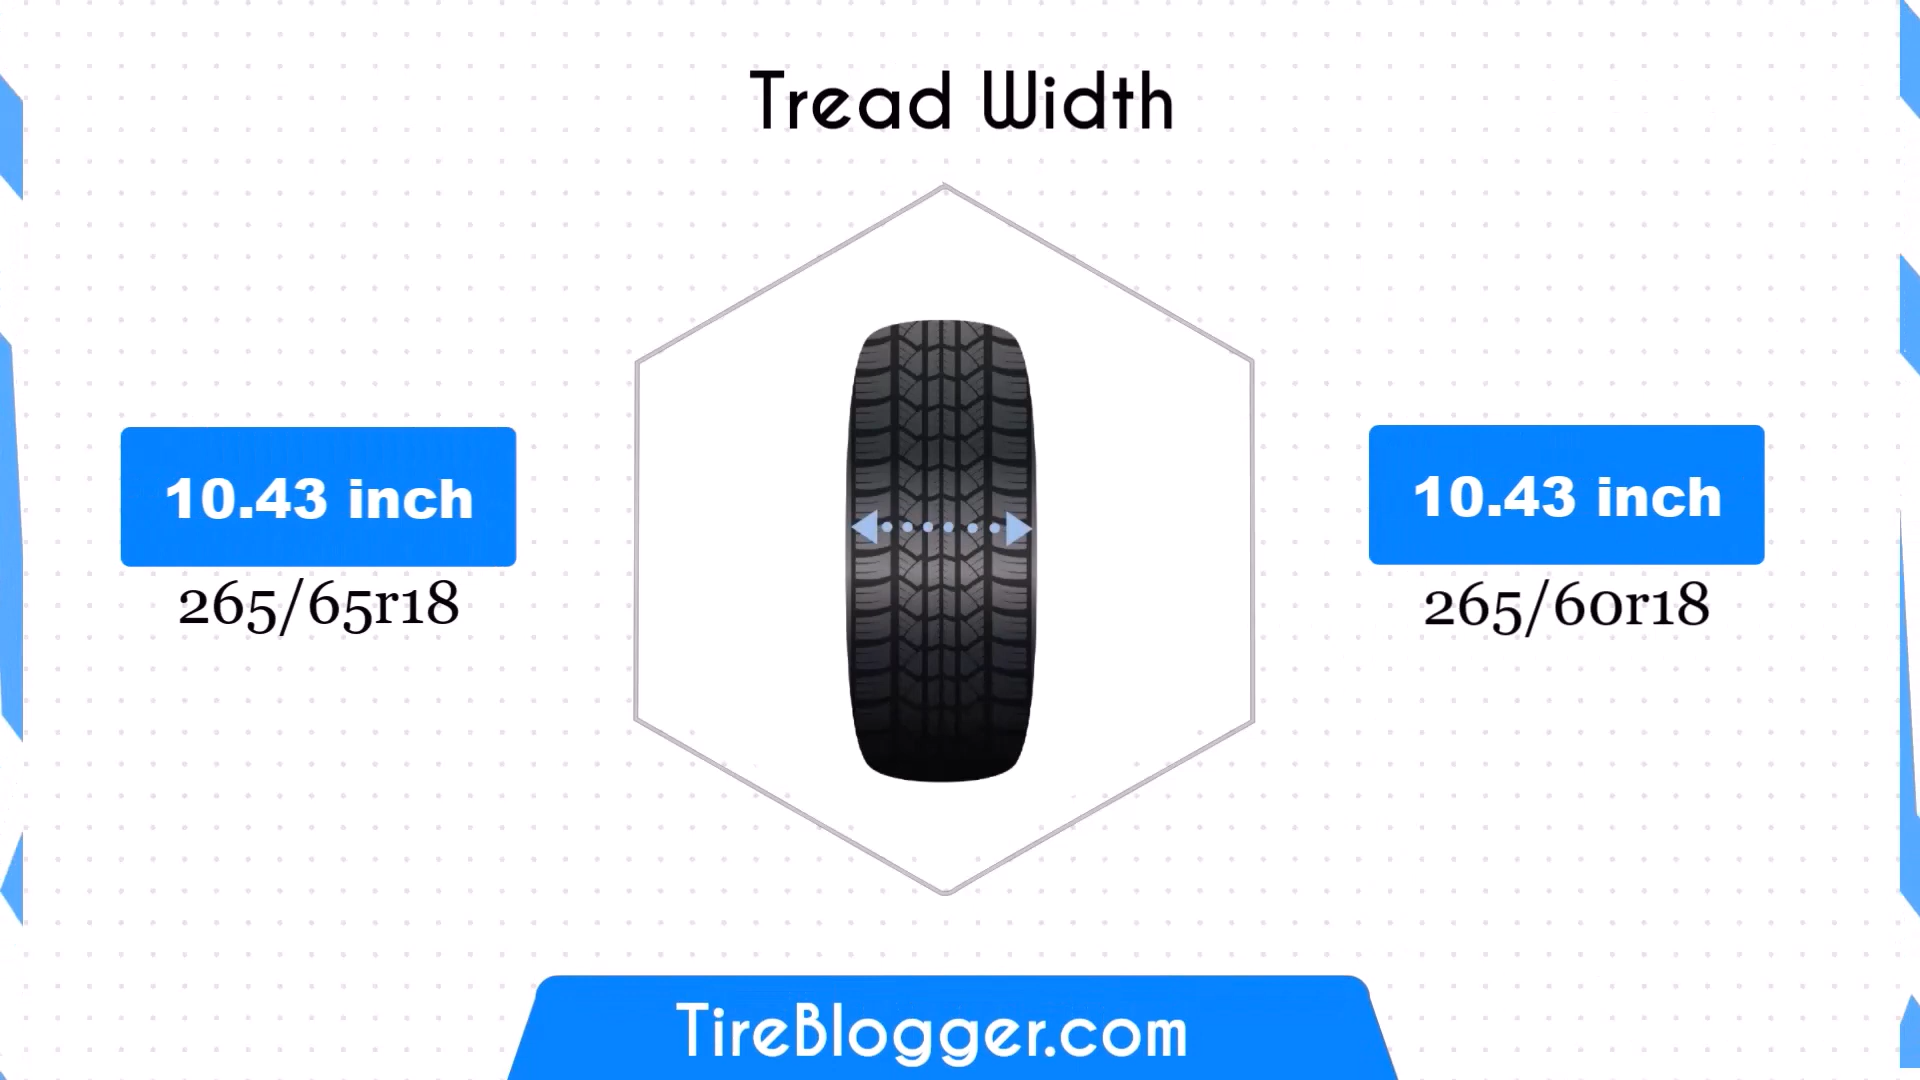 Tread Width
10.43 inch
265/65r18
10.43 inch
265/60r18
TireBlogger.com